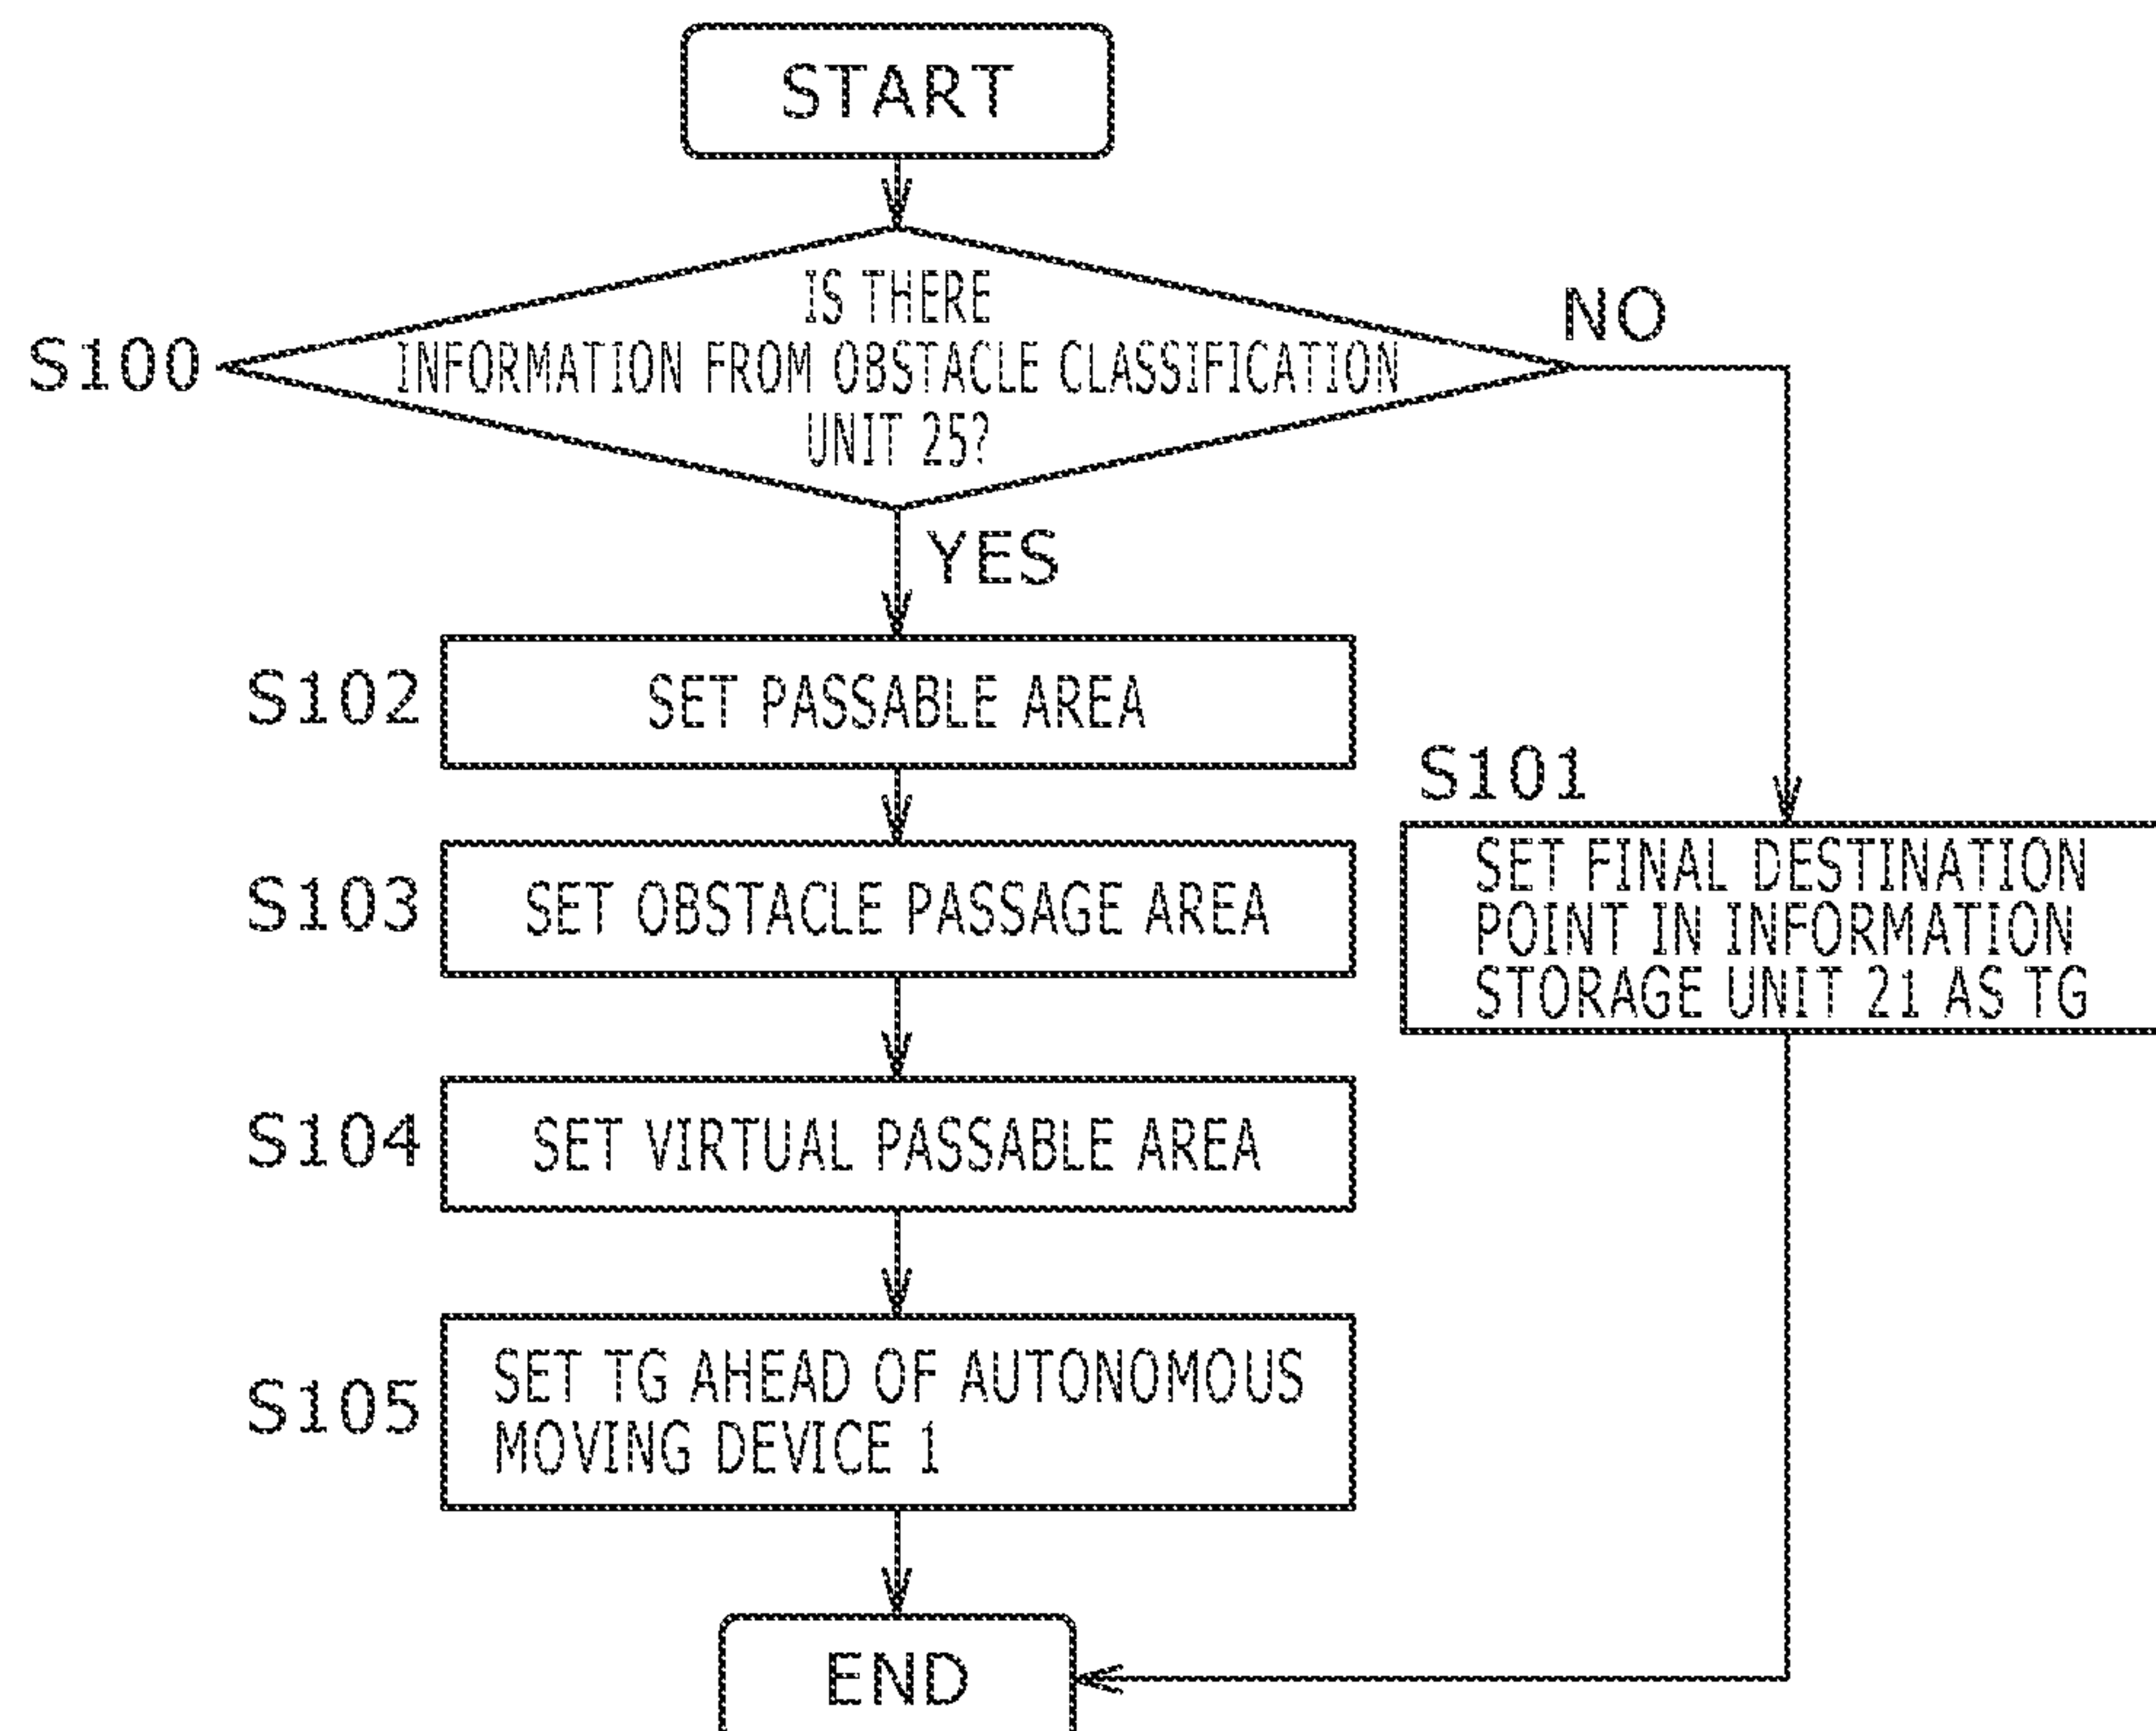 START
S100
IS THERE
INFORMATION FROM OBSTACLE CLASSIFICATION
UNIT 25?
NO
YES
S102
SET PASSABLE AREA
S101
SET FINAL DESTINATION
POINT IN INFORMATION
STORAGE UNIT 21 AS TG
S103
SET OBSTACLE PASSAGE AREA
S104
SET VIRTUAL PASSABLE AREA
S105
SET TG AHEAD OF AUTONOMOUS
MOVING DEVICE 1
END